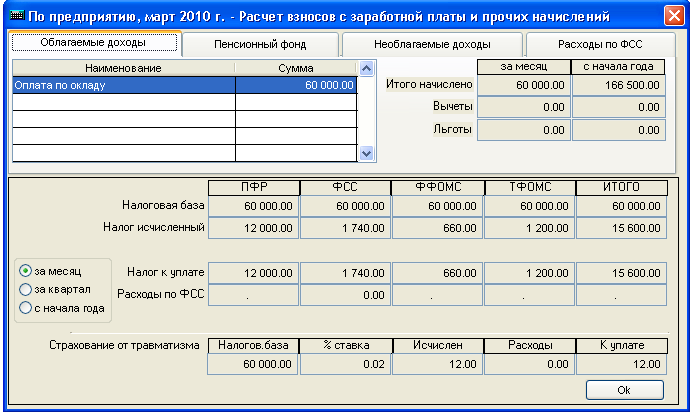 По предприятию, март 2010 г. - Расчет взносов с заработной платы и прочих начислений
Облагаемые доходы Пенсионный фонд Необлагаемые доходы Расходы по ФСС
Наименование Сумма
Оплата по окладу 60 000.00
за месяц с начала года
Итого начислено 60 000.00 166 500.00
Вычеты 0.00 0.00
Льготы 0.00 0.00
ПФР ФСС ФФОМС ТФОМС ИТОГО
Налоговая база 60 000.00 60 000.00 60 000.00 60 000.00 60 000.00
Налог исчисленный 12 000.00 1 740.00 660.00 1 200.00 15 600.00
за месяц
за квартал
с начала года
Налог к уплате 12 000.00 1 740.00 660.00 1 200.00 15 600.00
Расходы по ФСС . 0.00 . . .
Страхование от травматизма Налогов.база % ставка Исчислен Расходы К уплате
60 000.00 0.02 12.00 0.00 12.00
Ok